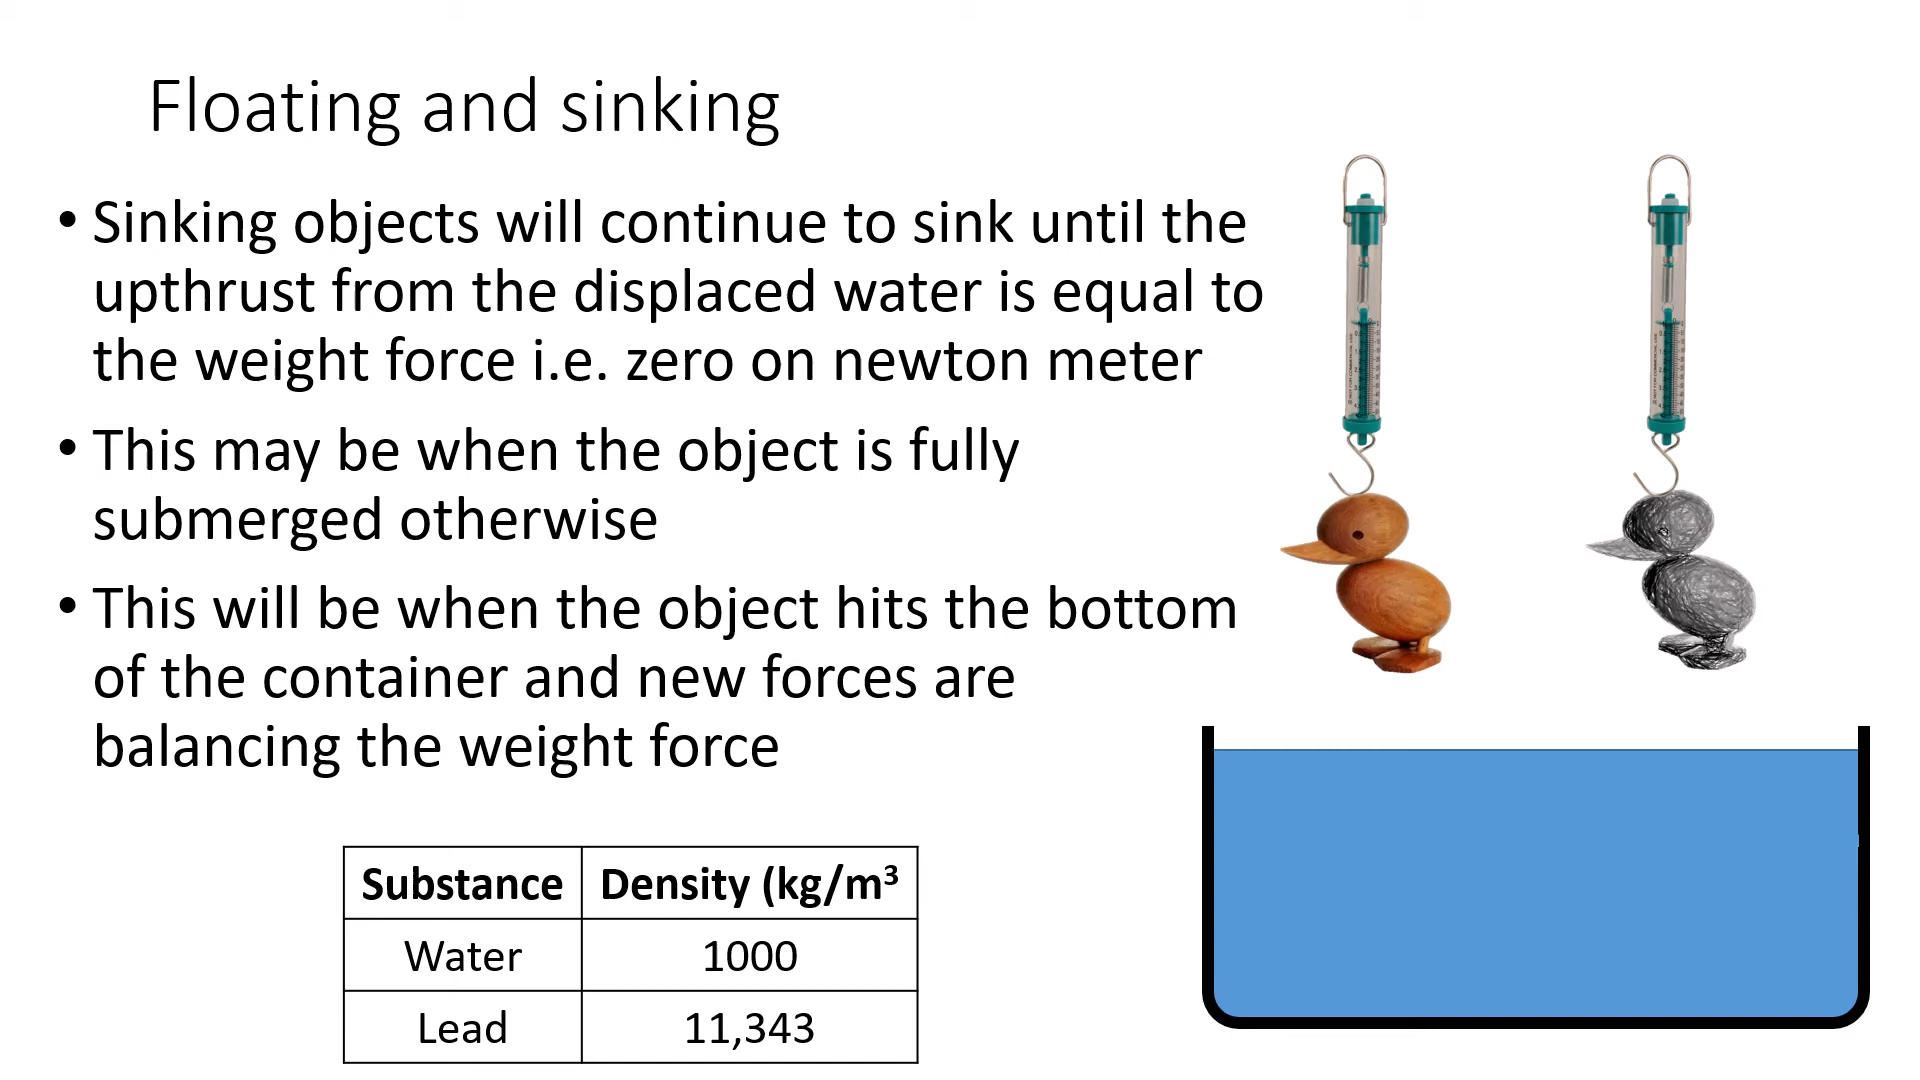 Floating and sinking
• Sinking objects will continue to sink until the
upthrust from the displaced water is equal to
the weight force i.e. zero on newton meter
• This may be when the object is fully
submerged otherwise
• This will be when the object hits the bottom
of the container and new forces are
balancing the weight force
Substance Density (kg/m³
Water 1000
Lead 11,343